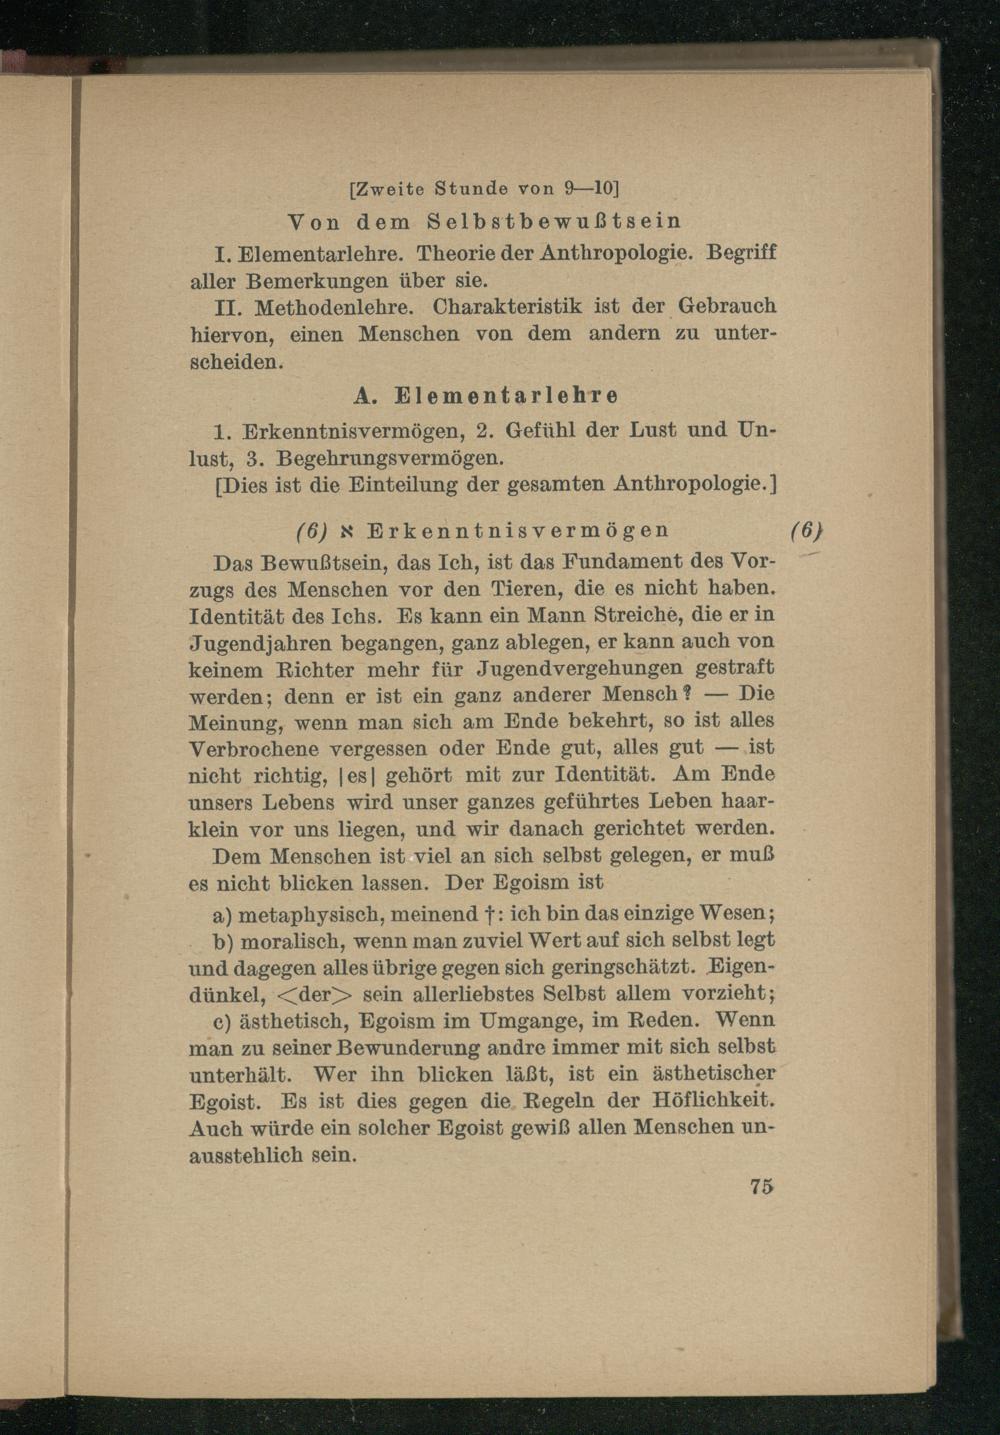 [Zweite Stunde von 9—10]
Von dem Selbstbewußtsein
I. Elementarlehre. Theorie der Anthropologie. Begriff
aller Bemerkungen über sie.
II. Methodenlehre. Charakteristik ist der Gebrauch
hiervon, einen Menschen von dem andern zu unter-
scheiden.
A. Elementarlehre
1. Erkenntnisvermögen, 2. Gefühl der Lust und Un-
lust, 3. Begehrungsvermögen.
[Dies ist die Einteilung der gesamten Anthropologie.]
(6) א Erkenntnisvermögen (6)
Das Bewußtsein, das Ich, ist das Fundament des Vor-
zugs des Menschen vor den Tieren, die es nicht haben.
Identität des Ichs. Es kann ein Mann Streiche, die er in
Jugendjahren begangen, ganz ablegen, er kann auch von
keinem Richter mehr für Jugendvergehungen gestraft
werden; denn er ist ein ganz anderer Mensch? — Die
Meinung, wenn man sich am Ende bekehrt, so ist alles
Verbrochene vergessen oder Ende gut, alles gut — ist
nicht richtig, |es| gehört mit zur Identität. Am Ende
unsers Lebens wird unser ganzes geführtes Leben haar-
klein vor uns liegen, und wir danach gerichtet werden.
Dem Menschen ist viel an sich selbst gelegen, er muß
es nicht blicken lassen. Der Egoism ist
a) metaphysisch, meinend †: ich bin das einzige Wesen;
b) moralisch, wenn man zuviel Wert auf sich selbst legt
und dagegen alles übrige gegen sich geringschätzt. Eigen-
dünkel, <der> sein allerliebstes Selbst allem vorzieht;
c) ästhetisch, Egoism im Umgange, im Reden. Wenn
man zu seiner Bewunderung andre immer mit sich selbst
unterhält. Wer ihn blicken läßt, ist ein ästhetischer
Egoist. Es ist dies gegen die Regeln der Höflichkeit.
Auch würde ein solcher Egoist gewiß allen Menschen un-
ausstehlich sein.
75